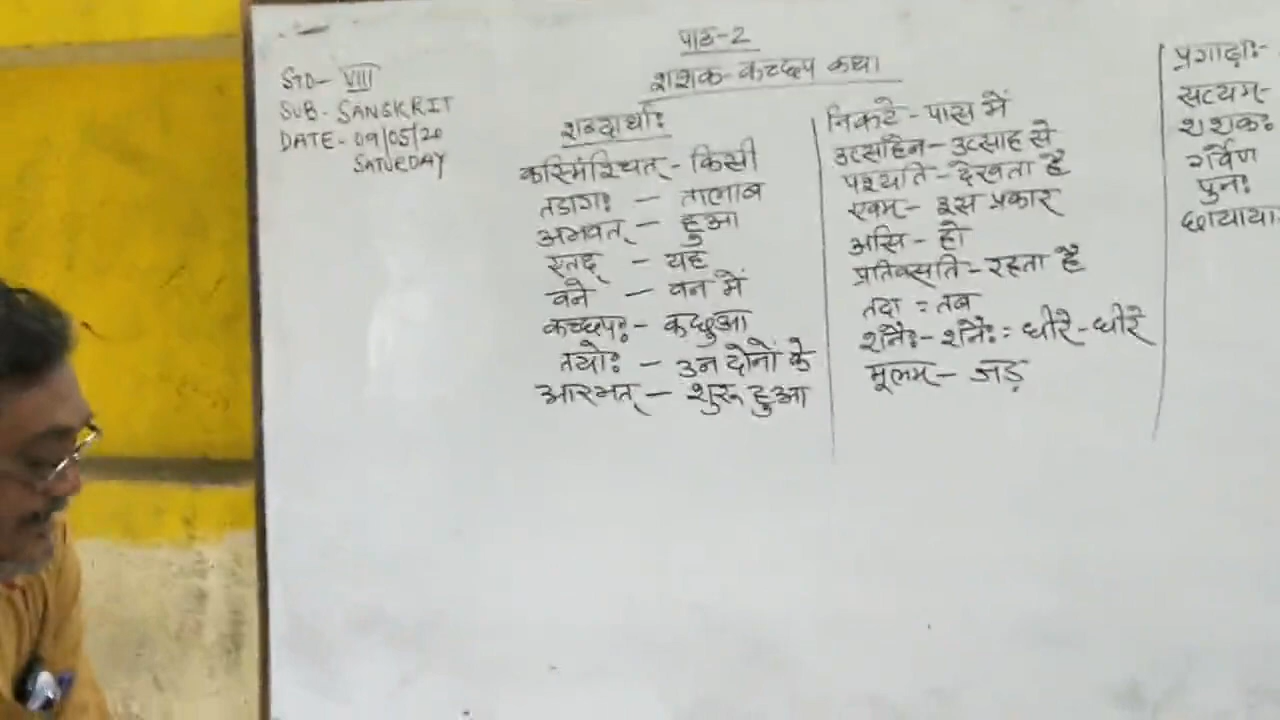 पाठ-2
शशक-कच्छप कथा
STD- VIII
SUB- SANSKRIT
DATE- 09/05/20
SATURDAY
शब्दार्थाः
कस्मिंश्चित् - किसी
तडागः - तालाब
अभवत् - हुआ
एतद् - यह
वने - वन में
कच्छपः - कछुआ
तयोः - उन दोनों के
आरभत् - शुरू हुआ
निकटे - पास में
उत्साहेन - उत्साह से
पश्यति - देखता है
एवम् - इस प्रकार
असि - हो
प्रतिवसति - रहता है
तदा = तब
शनैः-शनैः = धीरे-धीरे
मूलम् - जड़
प्रगाढ़ाः-
सत्यम्-
शशकः
गर्वेण
पुनः
छायाया